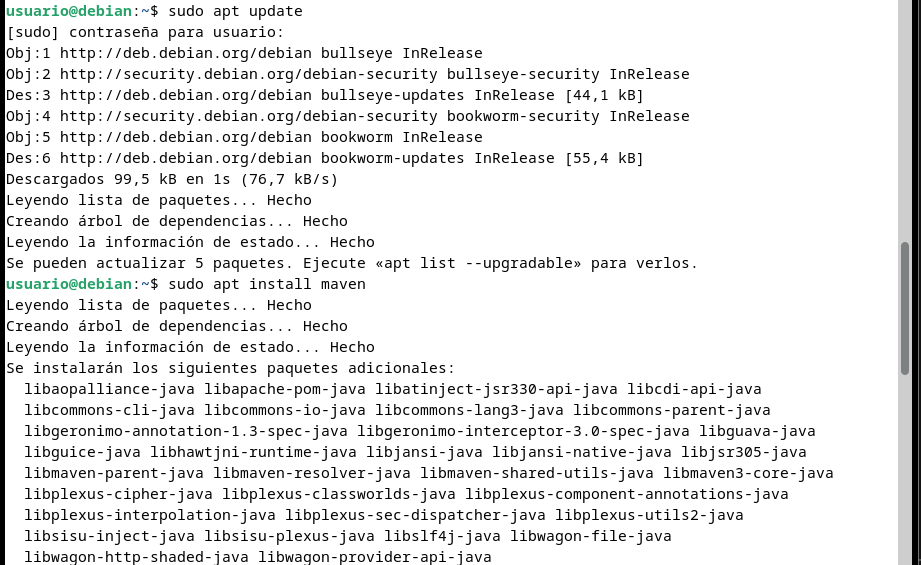 usuario@debian:~$ sudo apt update
[sudo] contraseña para usuario:
Obj:1 http://deb.debian.org/debian bullseye InRelease
Obj:2 http://security.debian.org/debian-security bullseye-security InRelease
Des:3 http://deb.debian.org/debian bullseye-updates InRelease [44,1 kB]
Obj:4 http://security.debian.org/debian-security bookworm-security InRelease
Obj:5 http://deb.debian.org/debian bookworm InRelease
Des:6 http://deb.debian.org/debian bookworm-updates InRelease [55,4 kB]
Descargados 99,5 kB en 1s (76,7 kB/s)
Leyendo lista de paquetes... Hecho
Creando árbol de dependencias... Hecho
Leyendo la información de estado... Hecho
Se pueden actualizar 5 paquetes. Ejecute «apt list --upgradable» para verlos.
usuario@debian:~$ sudo apt install maven
Leyendo lista de paquetes... Hecho
Creando árbol de dependencias... Hecho
Leyendo la información de estado... Hecho
Se instalarán los siguientes paquetes adicionales:
  libaopalliance-java libapache-pom-java libatinject-jsr330-api-java libcdi-api-java
  libcommons-cli-java libcommons-io-java libcommons-lang3-java libcommons-parent-java
  libgeronimo-annotation-1.3-spec-java libgeronimo-interceptor-3.0-spec-java libguava-java
  libguice-java libhawtjni-runtime-java libjansi-java libjansi-native-java libjsr305-java
  libmaven-parent-java libmaven-resolver-java libmaven-shared-utils-java libmaven3-core-java
  libplexus-cipher-java libplexus-classworlds-java libplexus-component-annotations-java
  libplexus-interpolation-java libplexus-sec-dispatcher-java libplexus-utils2-java
  libsisu-inject-java libsisu-plexus-java libslf4j-java libwagon-file-java
  libwagon-http-shaded-java libwagon-provider-api-java